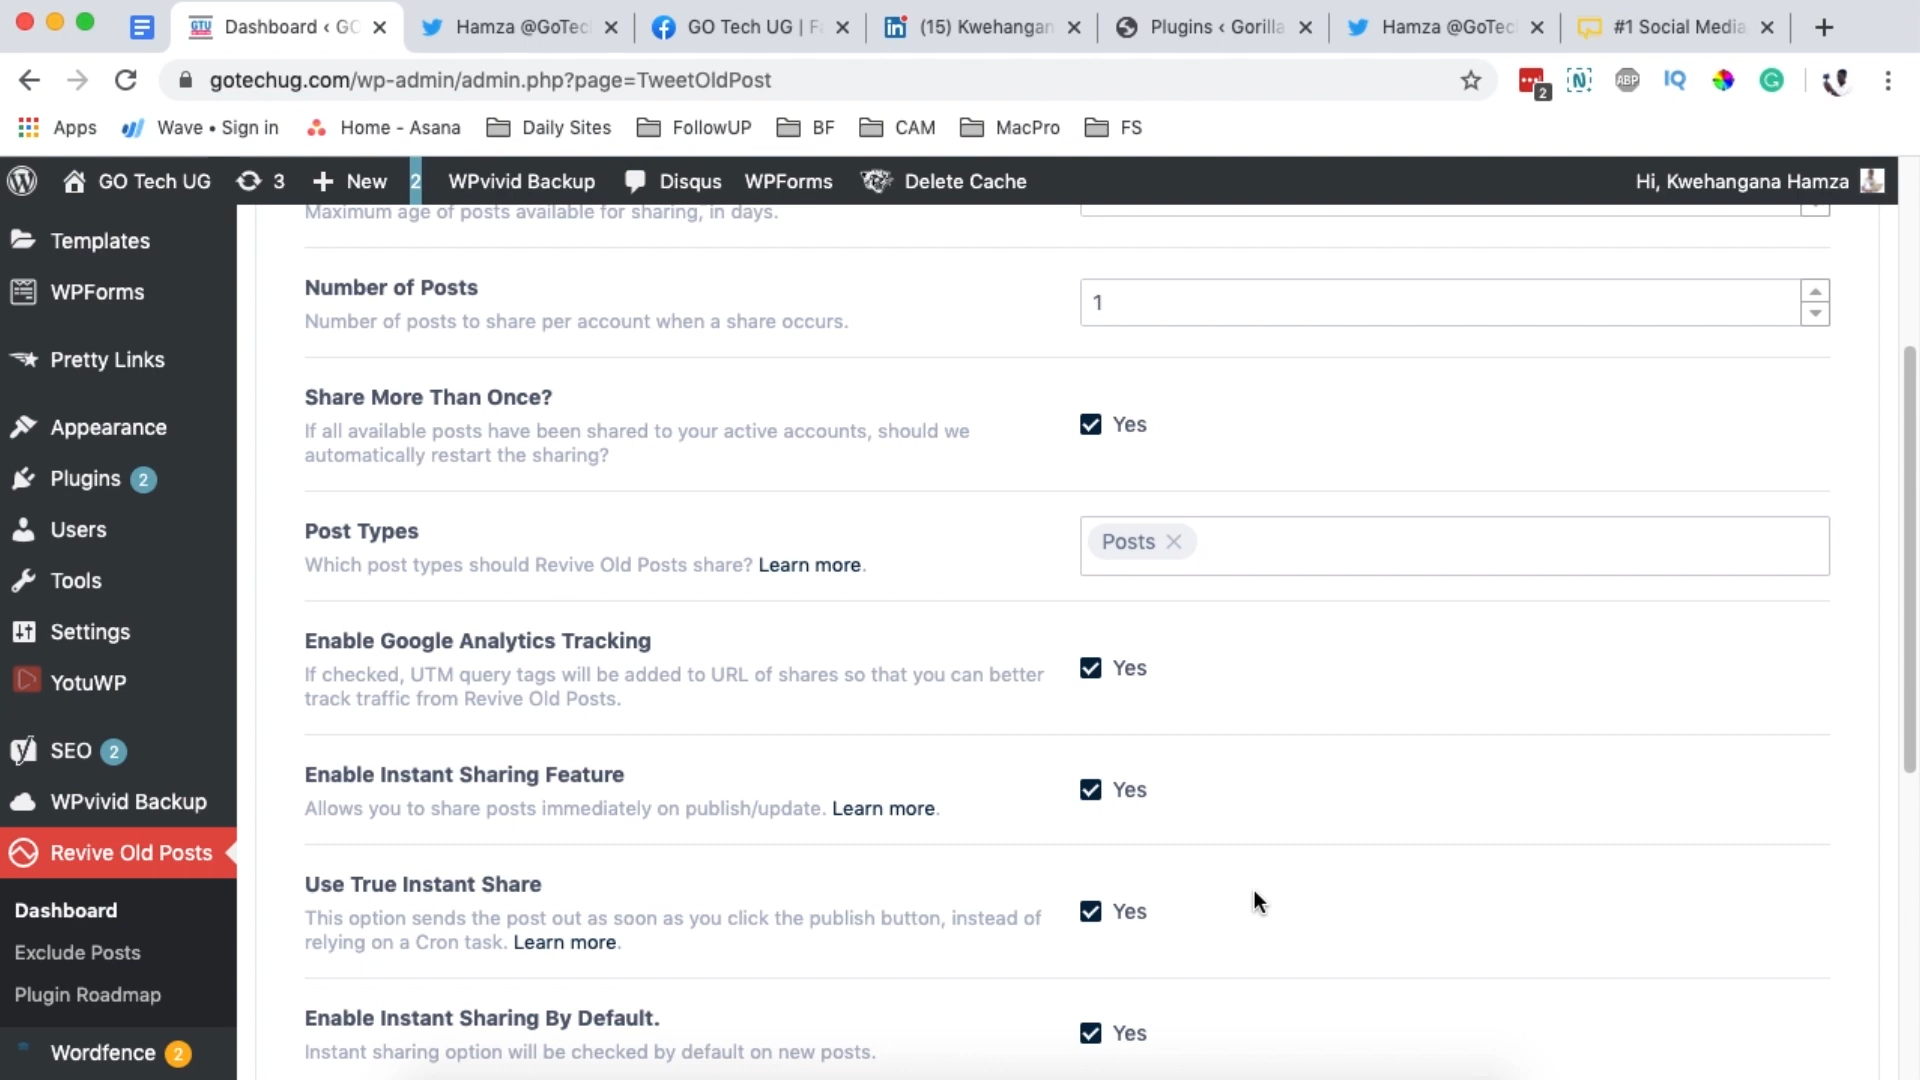 Dashboard ‹ GO
Hamza @GoTec
GO Tech UG | F
(15) Kwehangan
Plugins ‹ Gorilla
Hamza @GoTec
#1 Social Media
gotechug.com/wp-admin/admin.php?page=TweetOldPost
2
ABP
IQ
Apps
Wave • Sign in
Home - Asana
Daily Sites
FollowUP
BF
CAM
MacPro
FS
GO Tech UG
3
New
2
WPvivid Backup
Disqus
WPForms
Delete Cache
Hi, Kwehangana Hamza
Templates
WPForms
Pretty Links
Appearance
Plugins 2
Users
Tools
Settings
YotuWP
SEO 2
WPvivid Backup
Revive Old Posts
Dashboard
Exclude Posts
Plugin Roadmap
Wordfence 2
Maximum age of posts available for sharing, in days.
Number of Posts
Number of posts to share per account when a share occurs.
1
Share More Than Once?
If all available posts have been shared to your active accounts, should we
automatically restart the sharing?
Yes
Post Types
Which post types should Revive Old Posts share? Learn more.
Posts
Enable Google Analytics Tracking
If checked, UTM query tags will be added to URL of shares so that you can better
track traffic from Revive Old Posts.
Yes
Enable Instant Sharing Feature
Allows you to share posts immediately on publish/update. Learn more.
Yes
Use True Instant Share
This option sends the post out as soon as you click the publish button, instead of
relying on a Cron task. Learn more.
Yes
Enable Instant Sharing By Default.
Instant sharing option will be checked by default on new posts.
Yes